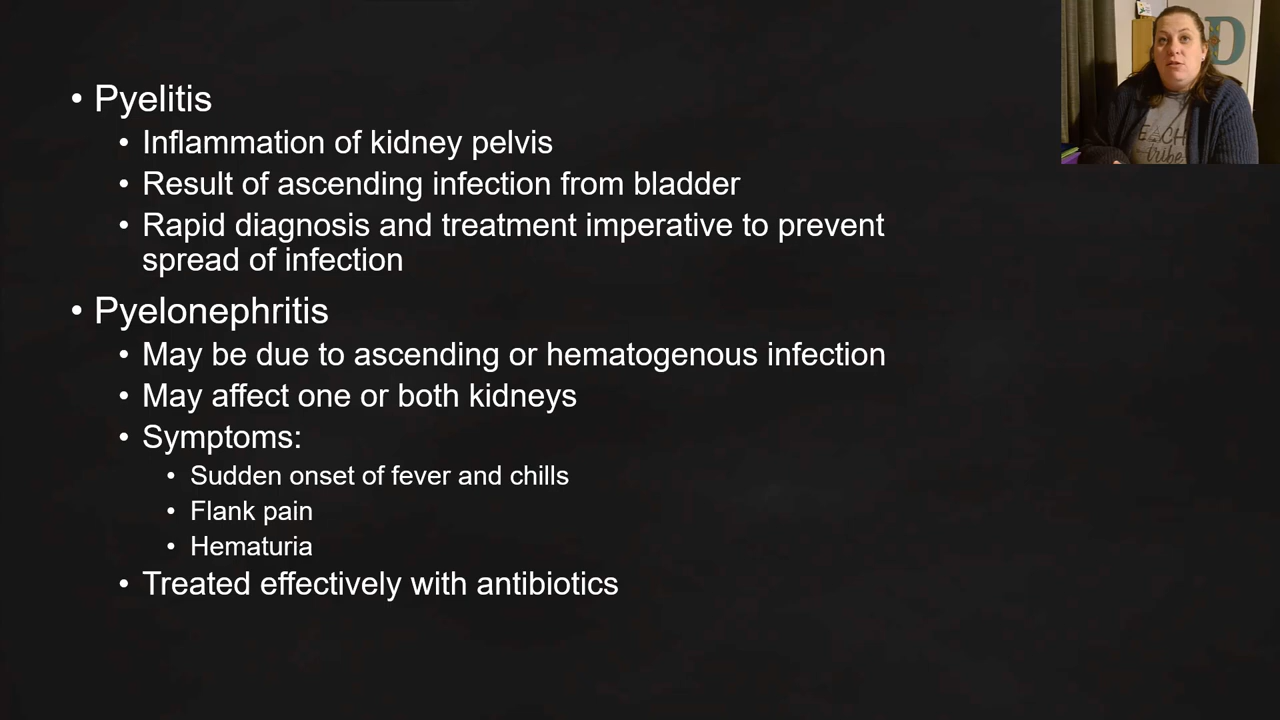 • Pyelitis
• Inflammation of kidney pelvis
• Result of ascending infection from bladder
• Rapid diagnosis and treatment imperative to prevent
spread of infection
• Pyelonephritis
• May be due to ascending or hematogenous infection
• May affect one or both kidneys
• Symptoms:
• Sudden onset of fever and chills
• Flank pain
• Hematuria
• Treated effectively with antibiotics
D
TEACH
tribe